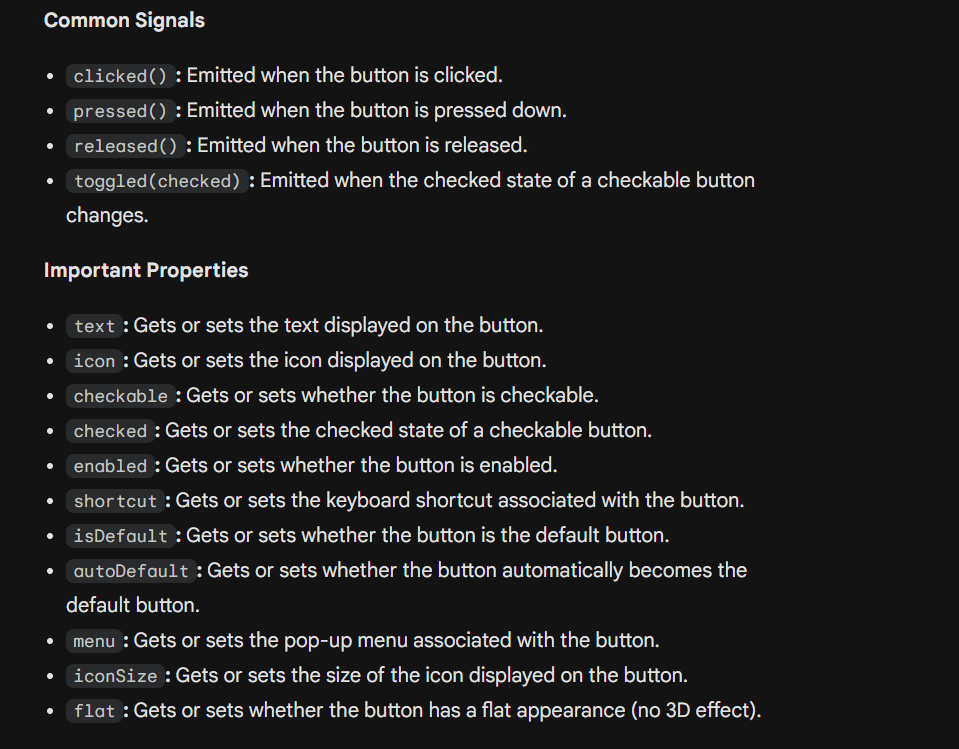 Common Signals
clicked() : Emitted when the button is clicked.
pressed() : Emitted when the button is pressed down.
released() : Emitted when the button is released.
toggled(checked) : Emitted when the checked state of a checkable button
changes.
Important Properties
text : Gets or sets the text displayed on the button.
icon : Gets or sets the icon displayed on the button.
checkable : Gets or sets whether the button is checkable.
checked : Gets or sets the checked state of a checkable button.
enabled : Gets or sets whether the button is enabled.
shortcut : Gets or sets the keyboard shortcut associated with the button.
isDefault : Gets or sets whether the button is the default button.
autoDefault : Gets or sets whether the button automatically becomes the
default button.
menu : Gets or sets the pop-up menu associated with the button.
iconSize : Gets or sets the size of the icon displayed on the button.
flat : Gets or sets whether the button has a flat appearance (no 3D effect).